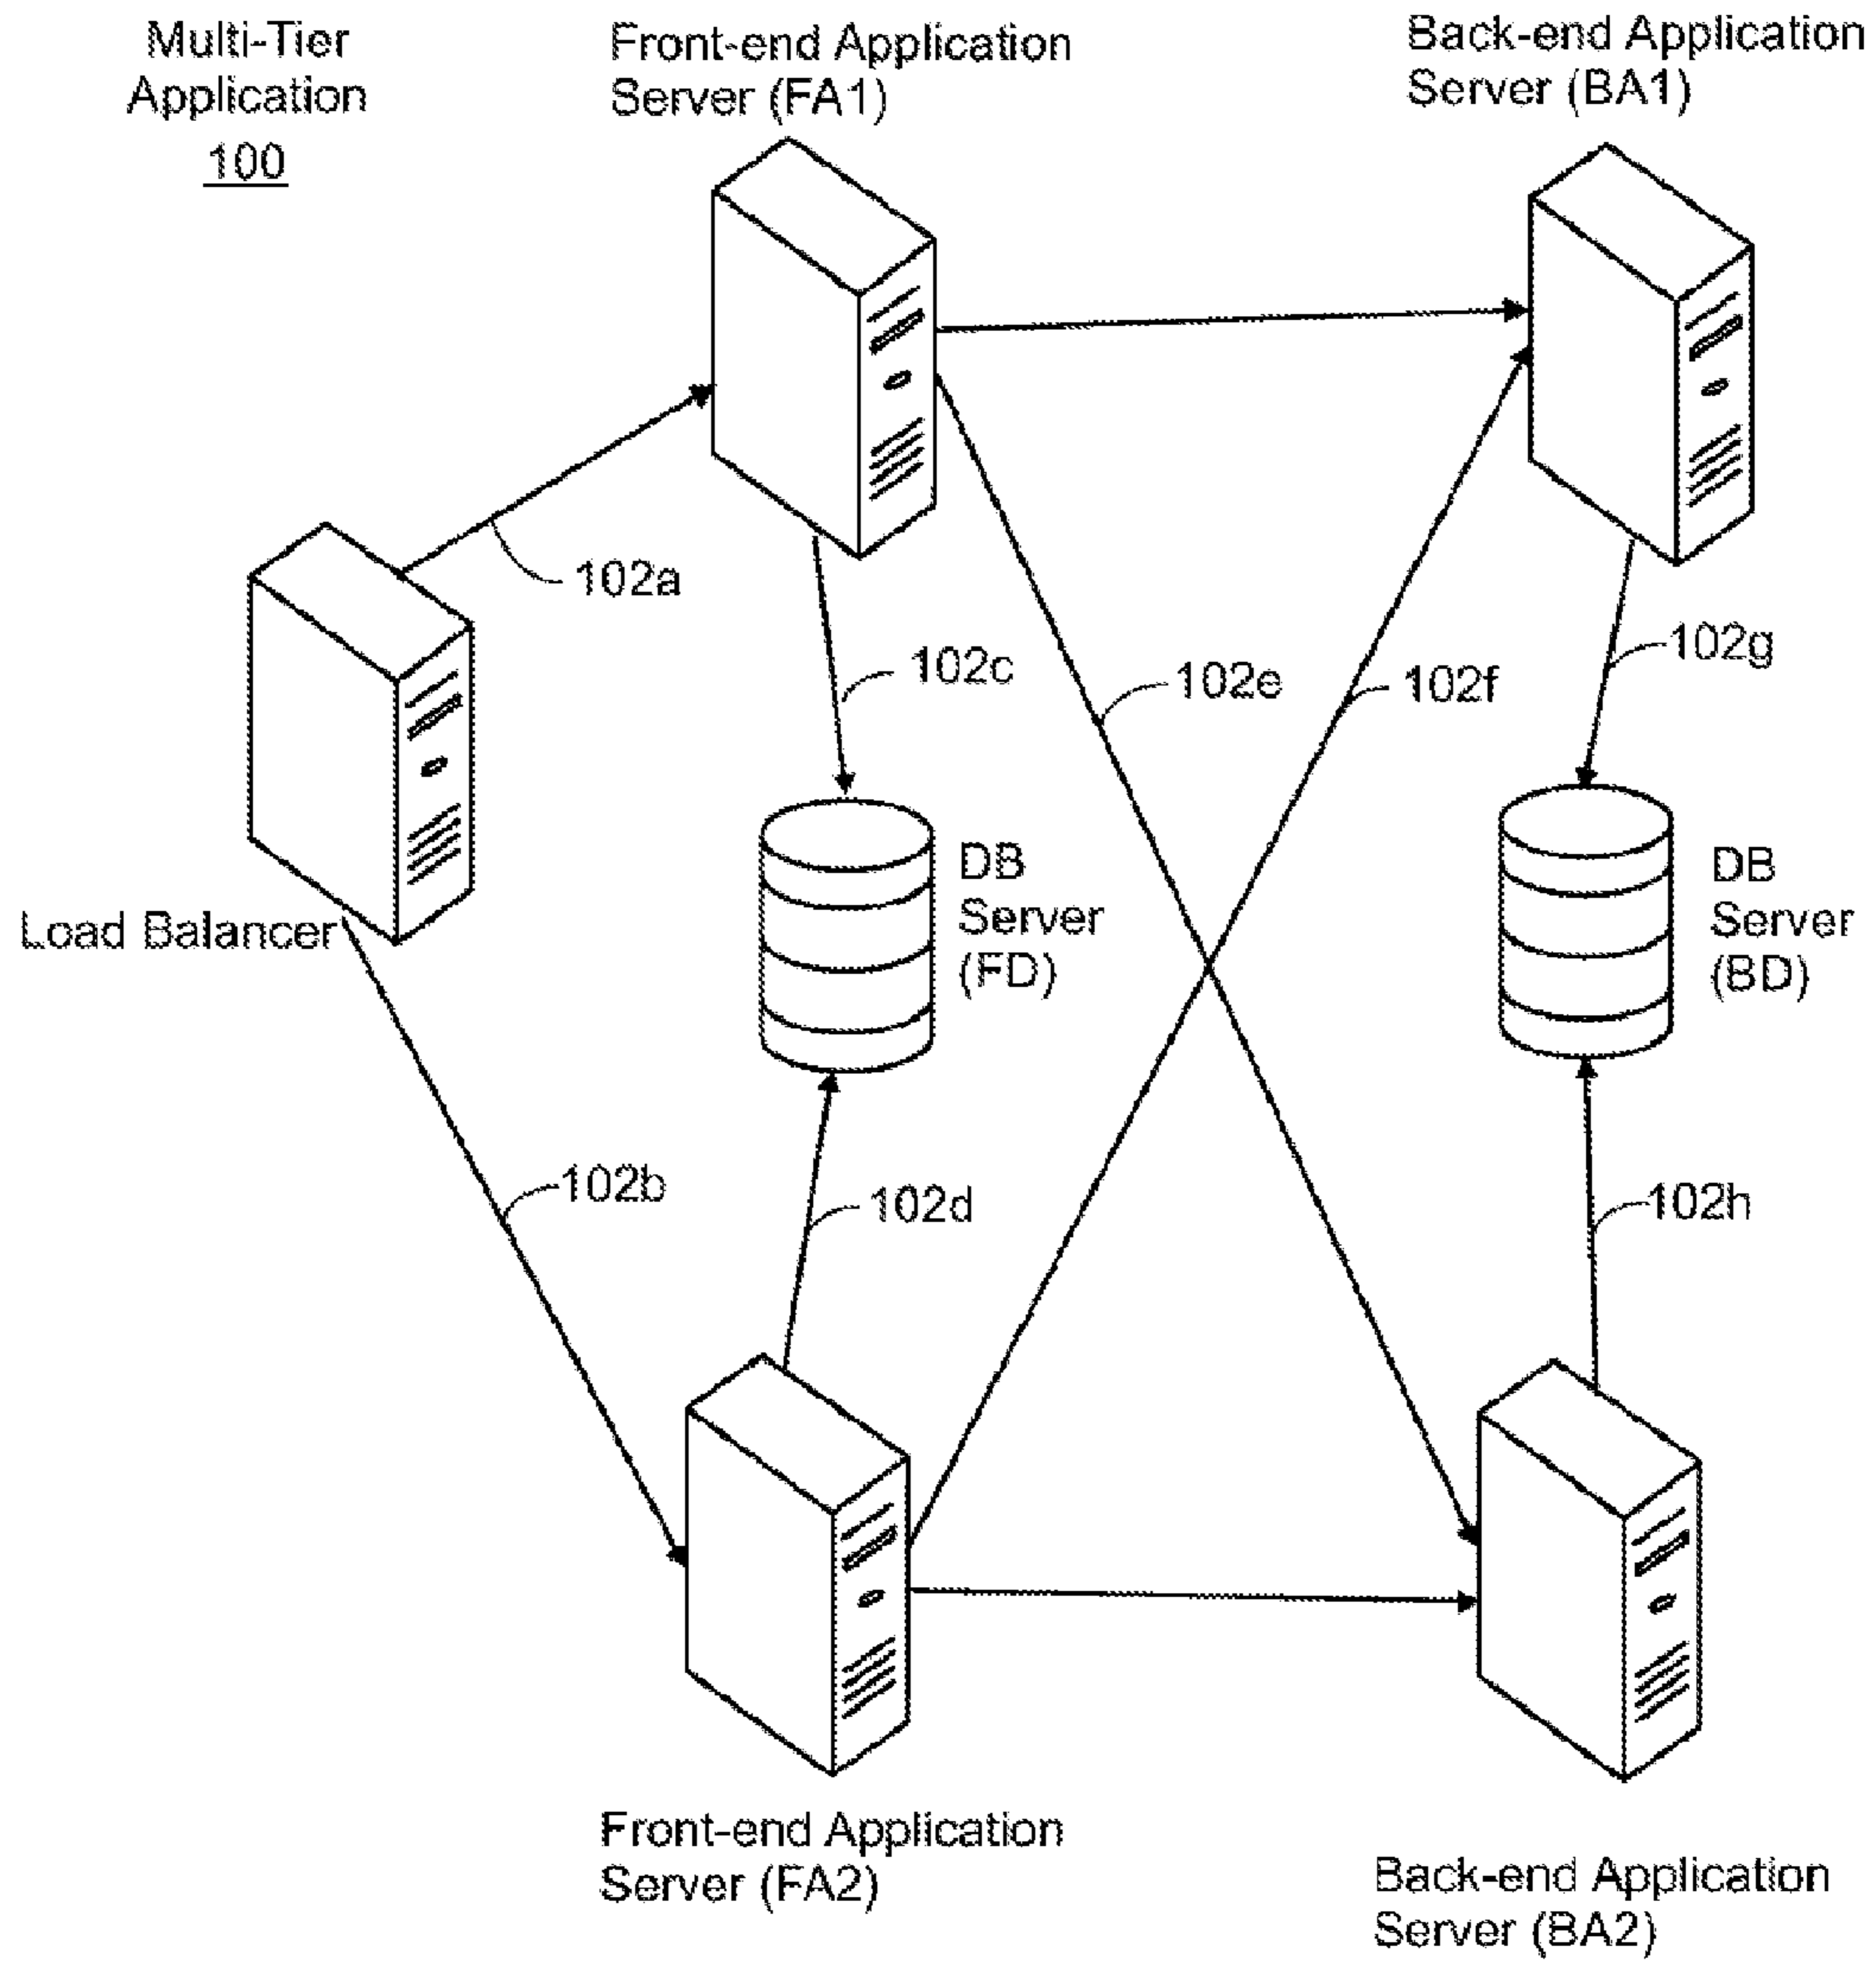 Multi-Tier
Application
100
Front-end Application
Server (FA1)
Back-end Application
Server (BA1)
102a
102c
102e
102f
102g
Load Balancer
DB
Server
(FD)
DB
Server
(BD)
102b
102d
102h
Front-end Application
Server (FA2)
Back-end Application
Server (BA2)